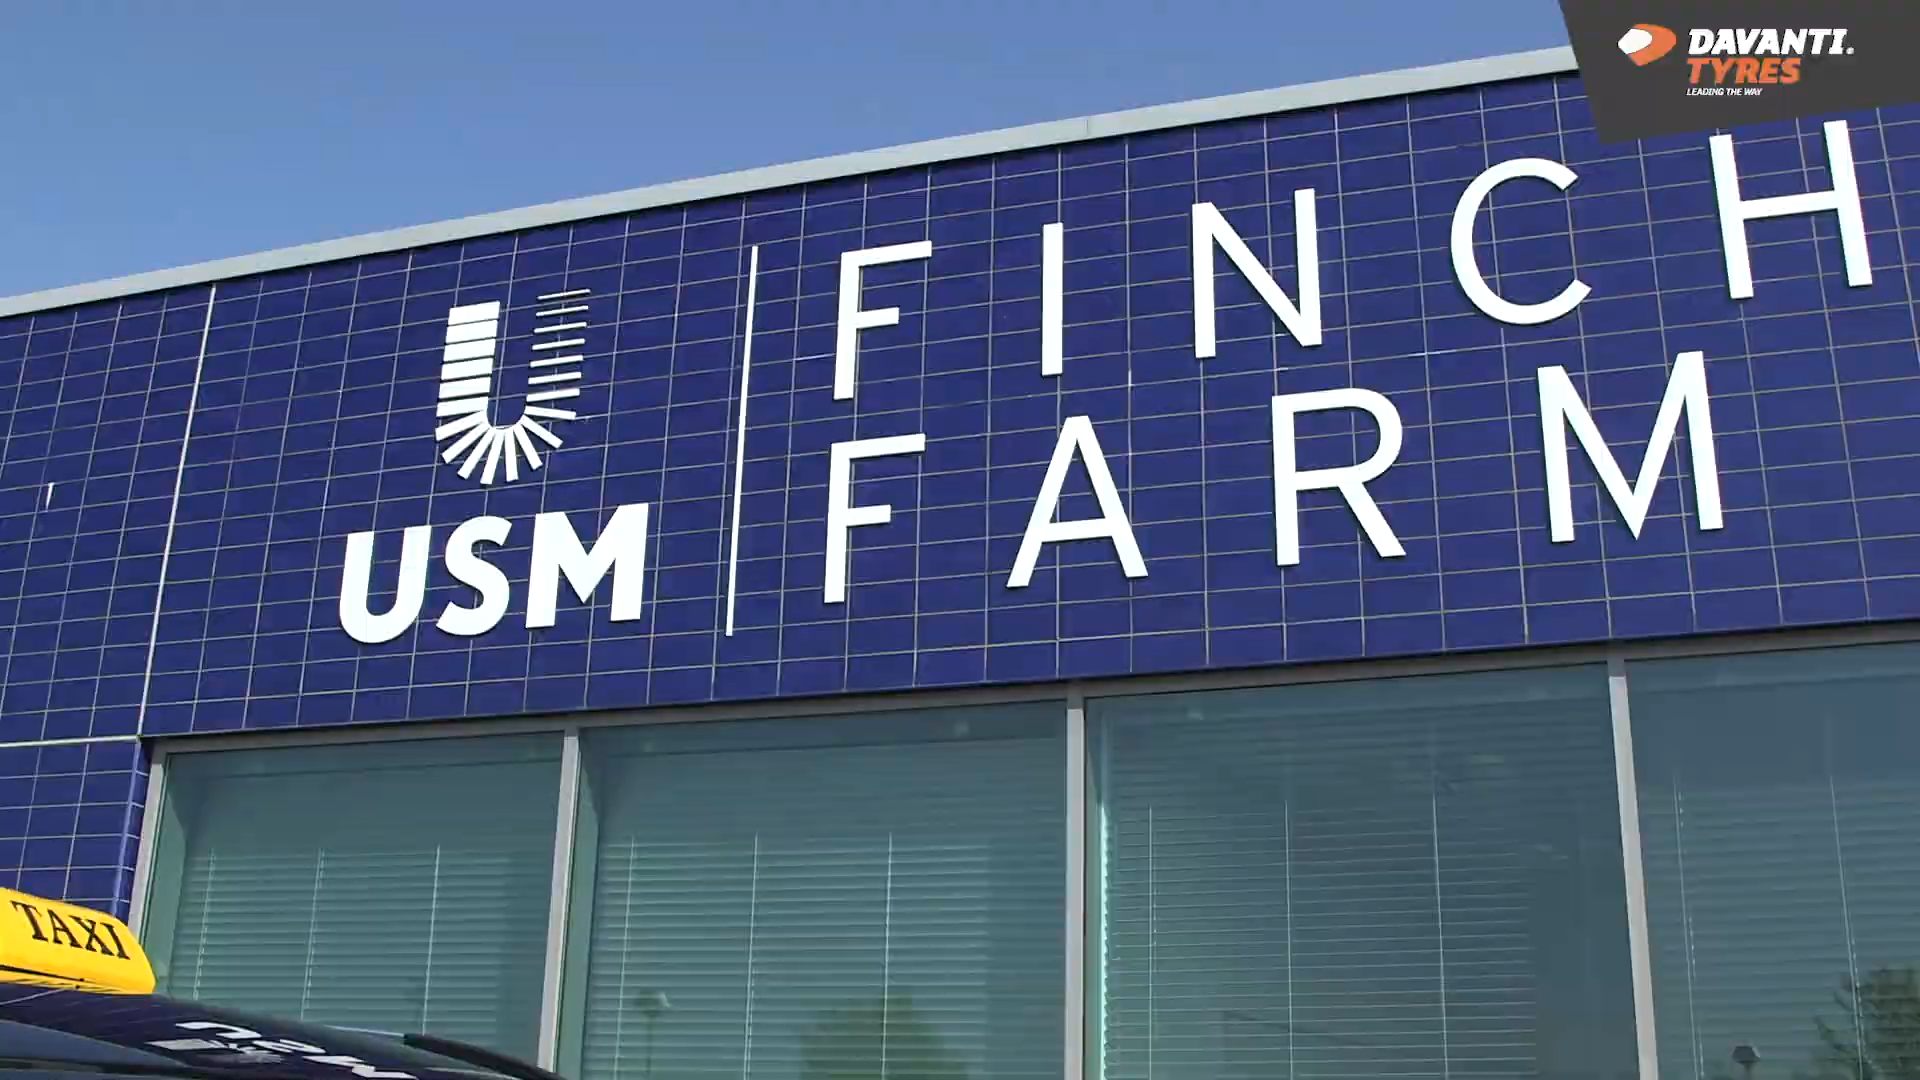 DAVANTI.
TYRES
LEADING THE WAY
USM
FINCH
FARM
TAXI